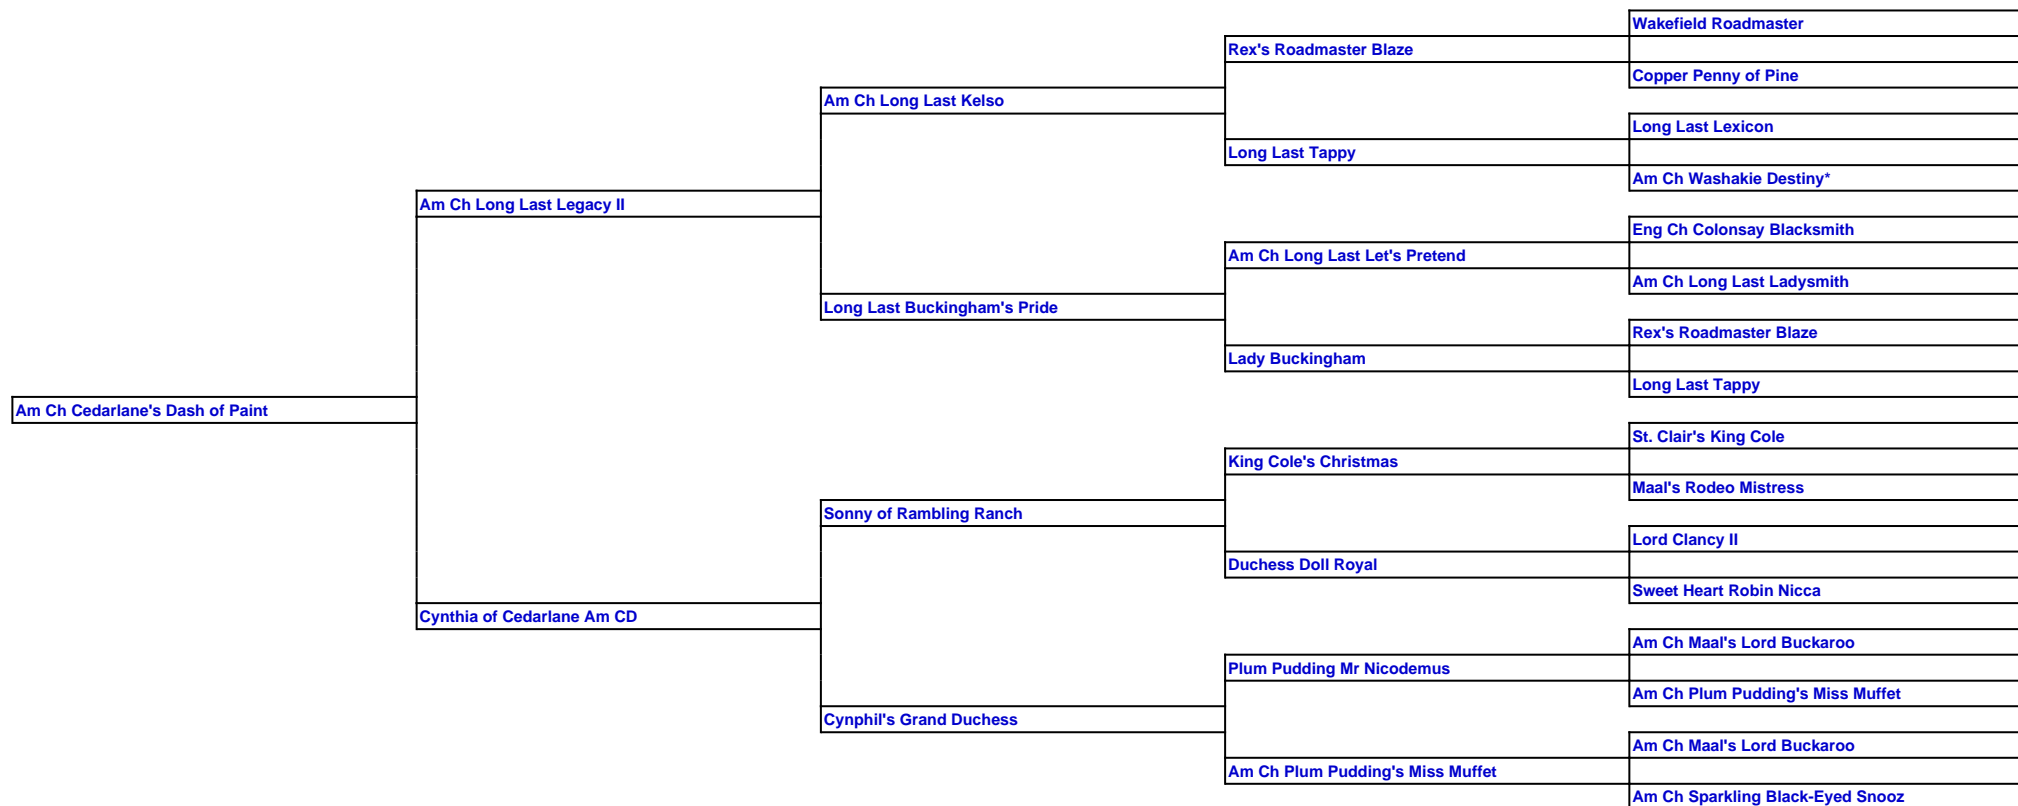 Wakefield Roadmaster
Rex's Roadmaster Blaze
Copper Penny of Pine
Am Ch Long Last Kelso
Long Last Lexicon
Long Last Tappy
Am Ch Washakie Destiny*
Am Ch Long Last Legacy II
Eng Ch Colonsay Blacksmith
Am Ch Long Last Let's Pretend
Am Ch Long Last Ladysmith
Long Last Buckingham's Pride
Rex's Roadmaster Blaze
Lady Buckingham
Long Last Tappy
Am Ch Cedarlane's Dash of Paint
St. Clair's King Cole
King Cole's Christmas
Maal's Rodeo Mistress
Sonny of Rambling Ranch
Lord Clancy II
Duchess Doll Royal
Sweet Heart Robin Nicca
Cynthia of Cedarlane Am CD
Am Ch Maal's Lord Buckaroo
Plum Pudding Mr Nicodemus
Am Ch Plum Pudding's Miss Muffet
Cynphil's Grand Duchess
Am Ch Maal's Lord Buckaroo
Am Ch Plum Pudding's Miss Muffet
Am Ch Sparkling Black-Eyed Snooz